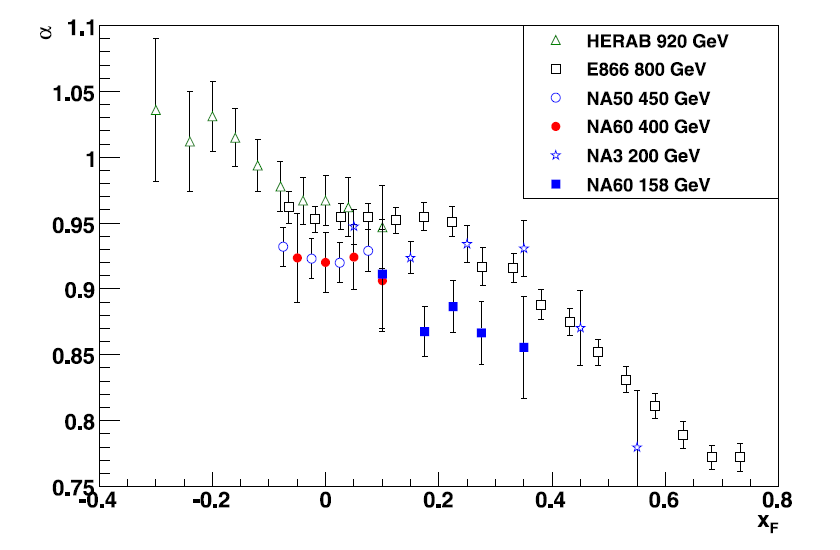 α
1.1
1.05
1
0.95
0.9
0.85
0.8
0.75
-0.4
-0.2
0
0.2
0.4
0.6
0.8
x_F
HERAB 920 GeV
E866 800 GeV
NA50 450 GeV
NA60 400 GeV
NA3 200 GeV
NA60 158 GeV